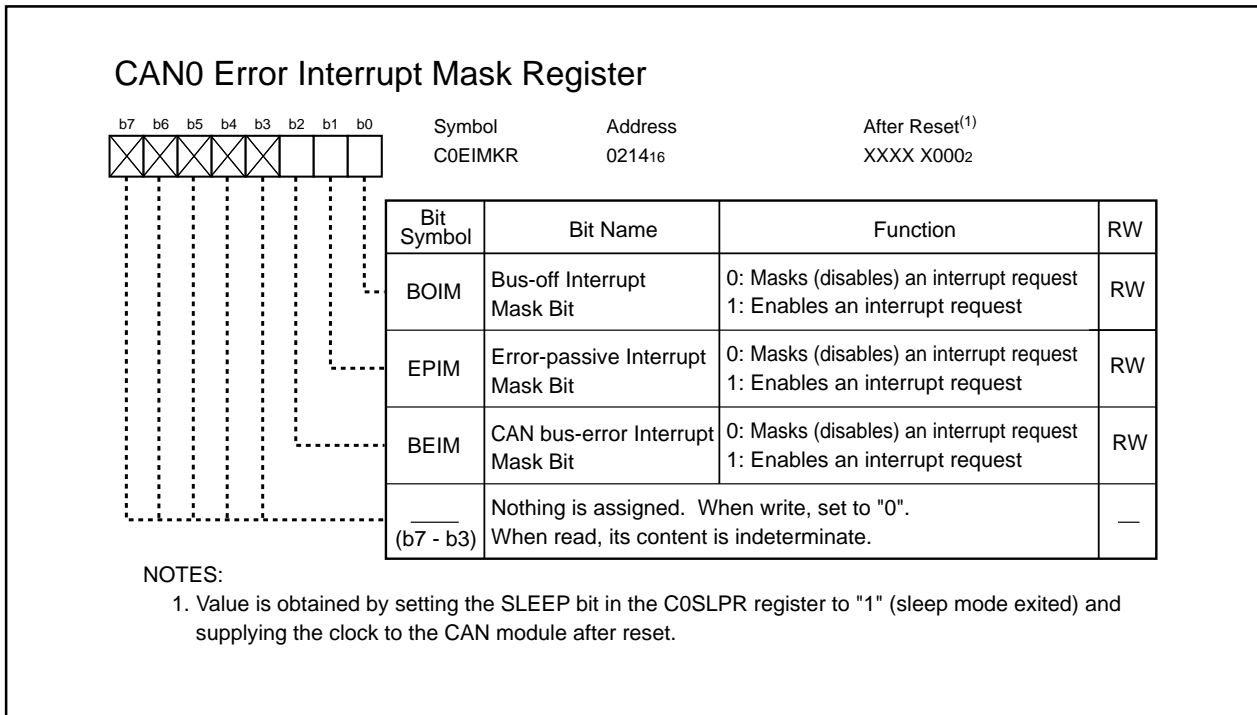 CAN0 Error Interrupt Mask Register
b7 b6 b5 b4 b3 b2 b1 b0
Symbol Address After Reset(1)
C0EIMKR 021416 XXXX X0002
Bit Symbol Bit Name Function RW
BOIM Bus-off Interrupt Mask Bit 0: Masks (disables) an interrupt request
1: Enables an interrupt request RW
EPIM Error-passive Interrupt Mask Bit 0: Masks (disables) an interrupt request
1: Enables an interrupt request RW
BEIM CAN bus-error Interrupt Mask Bit 0: Masks (disables) an interrupt request
1: Enables an interrupt request RW
(b7 - b3) Nothing is assigned. When write, set to "0".
When read, its content is indeterminate. —
NOTES:
1. Value is obtained by setting the SLEEP bit in the C0SLPR register to "1" (sleep mode exited) and
supplying the clock to the CAN module after reset.